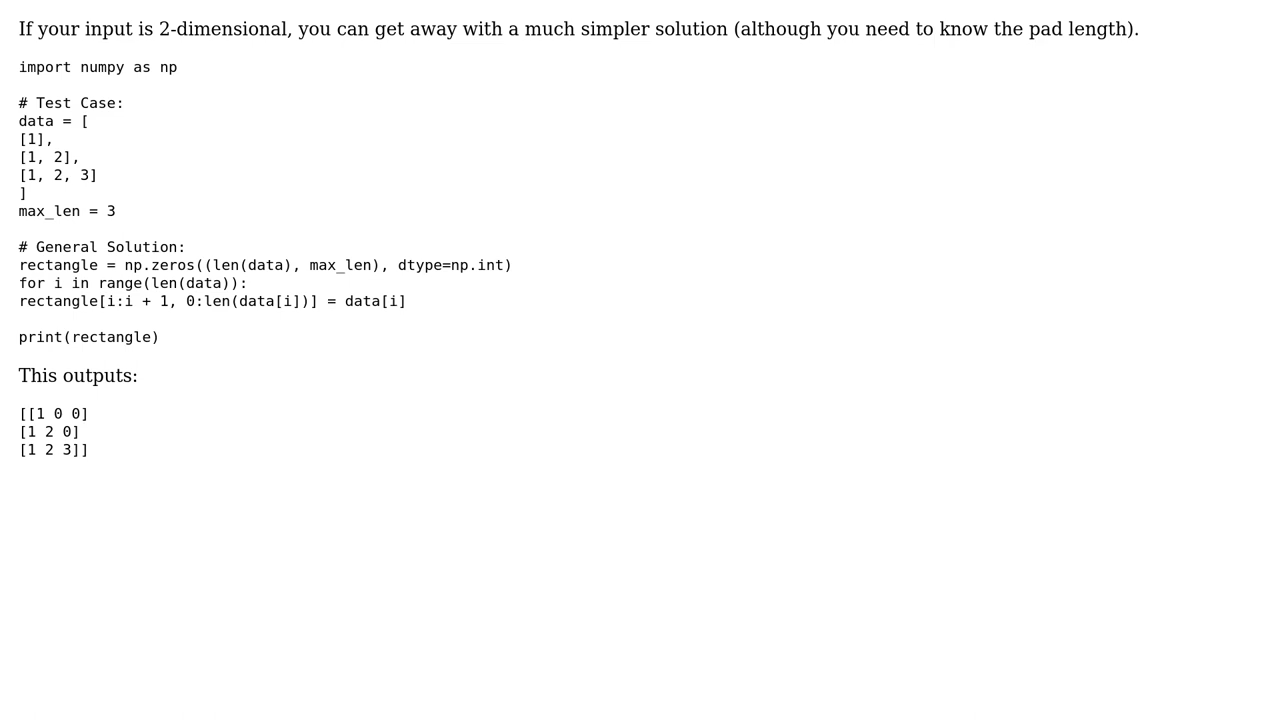 If your input is 2-dimensional, you can get away with a much simpler solution (although you need to know the pad length).
import numpy as np
# Test Case:
data = [
[1],
[1, 2],
[1, 2, 3]
]
max_len = 3
# General Solution:
rectangle = np.zeros((len(data), max_len), dtype=np.int)
for i in range(len(data)):
rectangle[i:i + 1, 0:len(data[i])] = data[i]
print(rectangle)
This outputs:
[[1 0 0]
[1 2 0]
[1 2 3]]